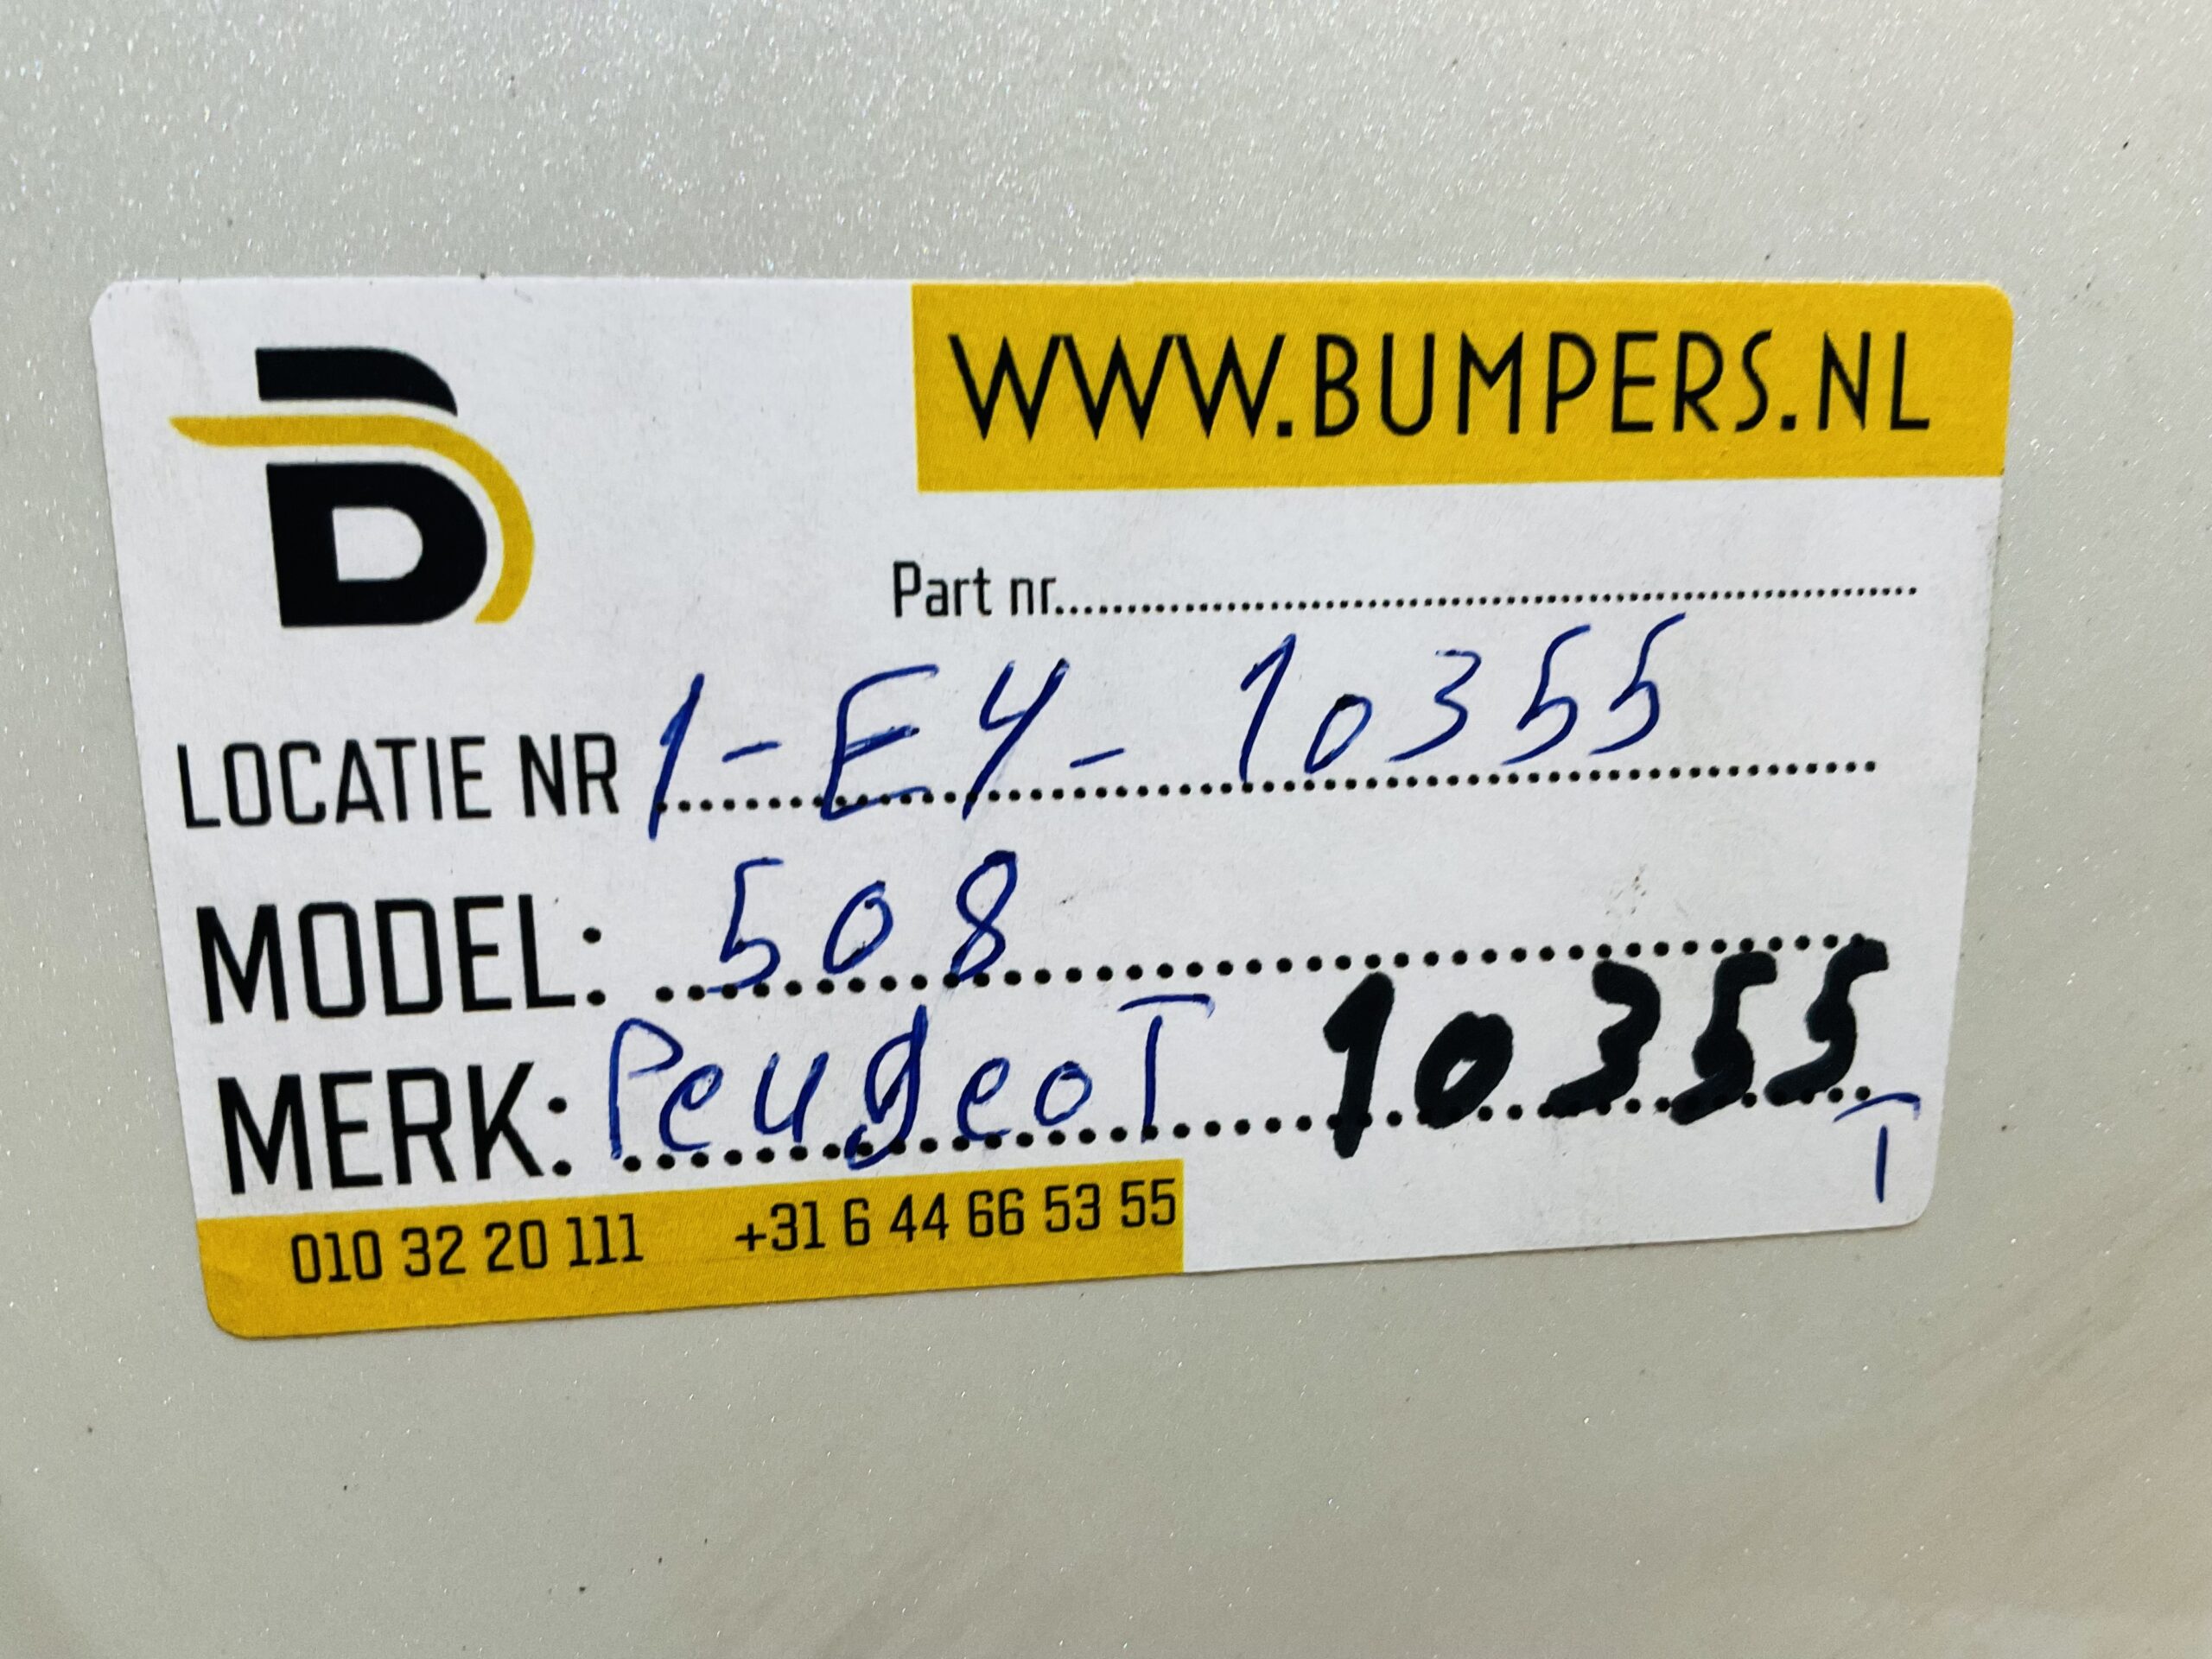 WWW.BUMPERS.NL
Part nr.............................................................
LOCATIE NR 1-E4-10355
MODEL: 508
MERK: PeugeoT 10355
T
010 32 20 111 +31 6 44 66 53 55